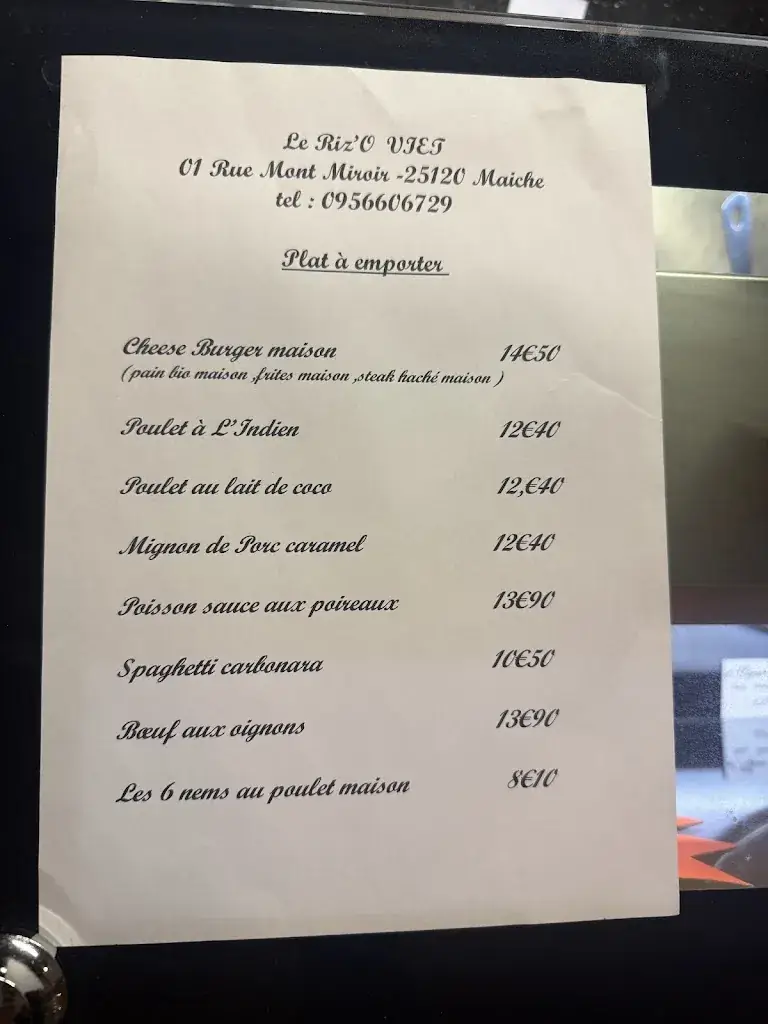 Le Riz'O VIET
01 Rue Mont Miroir -25120 Maiche
tel : 0956606729
Plat à emporter
Cheese Burger maison 14€50
(pain bio maison ,frites maison ,steak haché maison )
Poulet à L'Indien 12€40
Poulet au lait de coco 12,€40
Mignon de Porc caramel 12€40
Poisson sauce aux poireaux 13€90
Spaghetti carbonara 10€50
Bœuf aux oignons 13€90
Les 6 nems au poulet maison 8€10